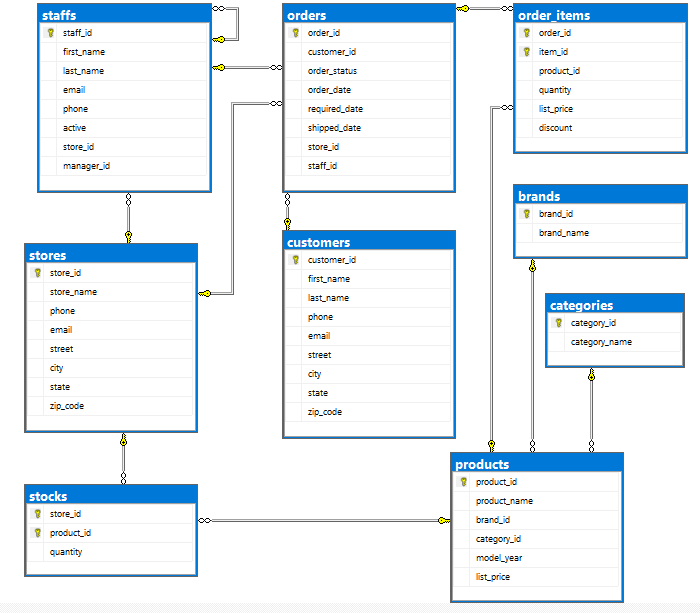 staffs
staff_id
first_name
last_name
email
phone
active
store_id
manager_id
orders
order_id
customer_id
order_status
order_date
required_date
shipped_date
store_id
staff_id
order_items
order_id
item_id
product_id
quantity
list_price
discount
brands
brand_id
brand_name
stores
store_id
store_name
phone
email
street
city
state
zip_code
customers
customer_id
first_name
last_name
phone
email
street
city
state
zip_code
categories
category_id
category_name
stocks
store_id
product_id
quantity
products
product_id
product_name
brand_id
category_id
model_year
list_price